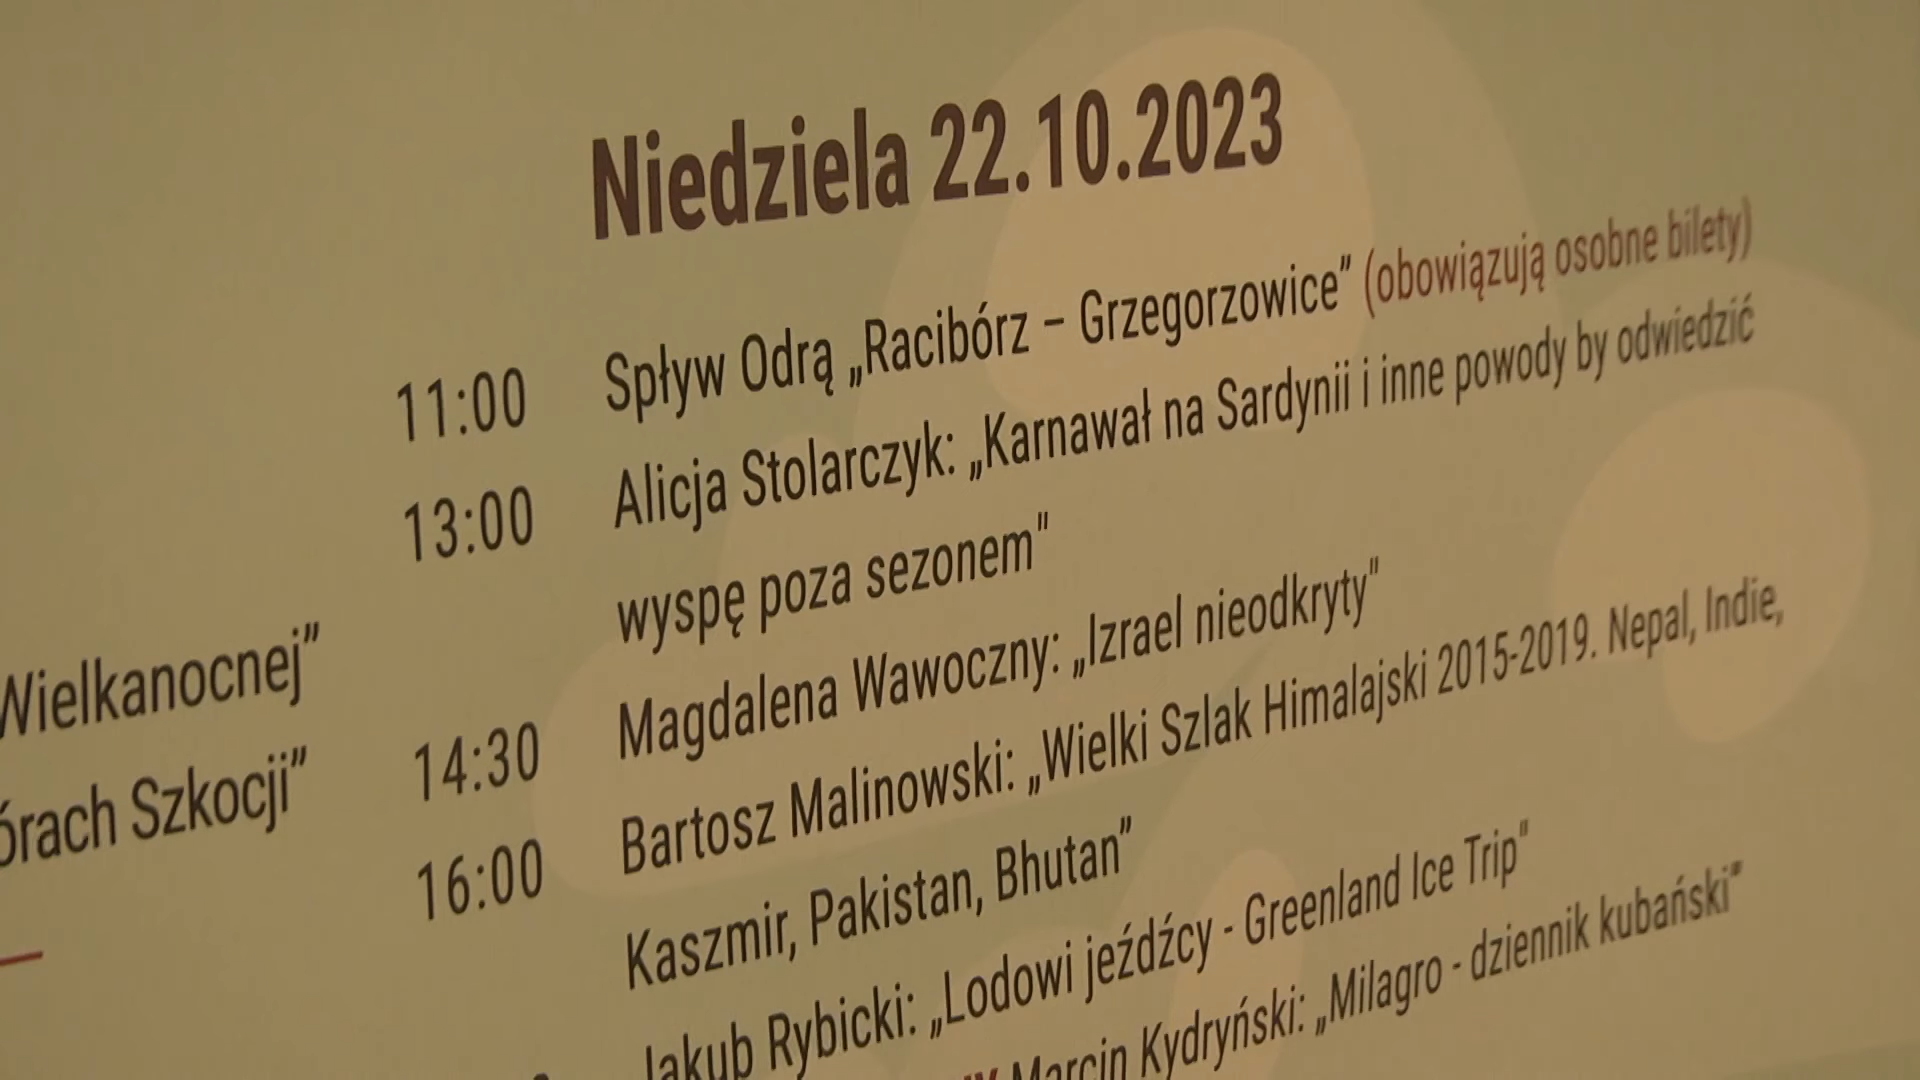 Niedziela 22.10.2023
11:00 Spływ Odrą „Racibórz – Grzegorzowice” (obowiązują osobne bilety)
13:00 Alicja Stolarczyk: „Karnawał na Sardynii i inne powody by odwiedzić
wyspę poza sezonem"
Wielkanocnej”
14:30 Magdalena Wawoczny: „Izrael nieodkryty"
órach Szkocji”
16:00 Bartosz Malinowski: „Wielki Szlak Himalajski 2015-2019. Nepal, Indie,
Kaszmir, Pakistan, Bhutan”
Jakub Rybicki: „Lodowi jeźdźcy - Greenland Ice Trip"
Marcin Kydryński: „Milagro - dziennik kubański”